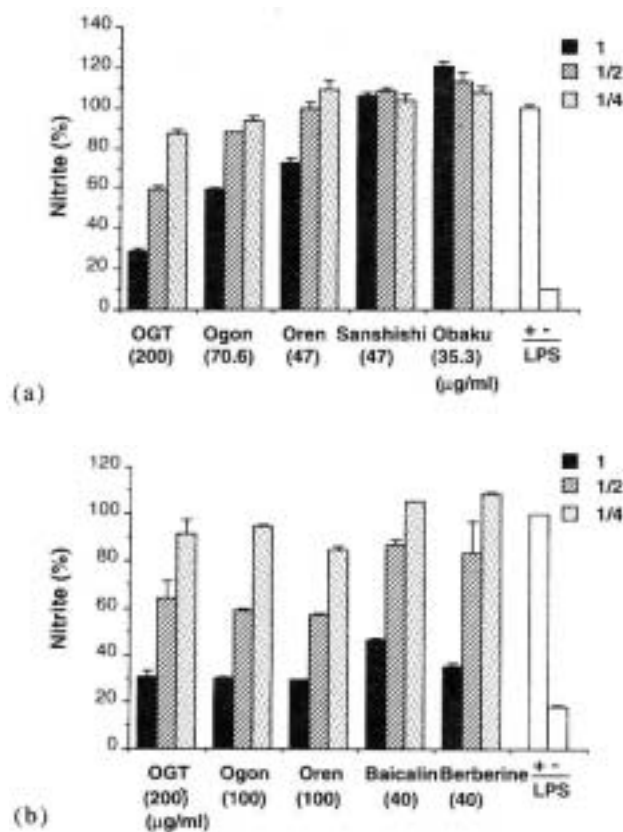 1
1/2
1/4
140
120
100
80
60
40
20
0
Nitrite (%)
OGT Ogon Oren Sanshishi Obaku + -
(200) (70.6) (47) (47) (35.3) LPS
(μg/ml)
(a)
1
1/2
1/4
120
100
80
60
40
20
0
Nitrite (%)
OGT Ogon Oren Baicalin Berberine + -
(200) (100) (100) (40) (40) LPS
(μg/ml)
(b)